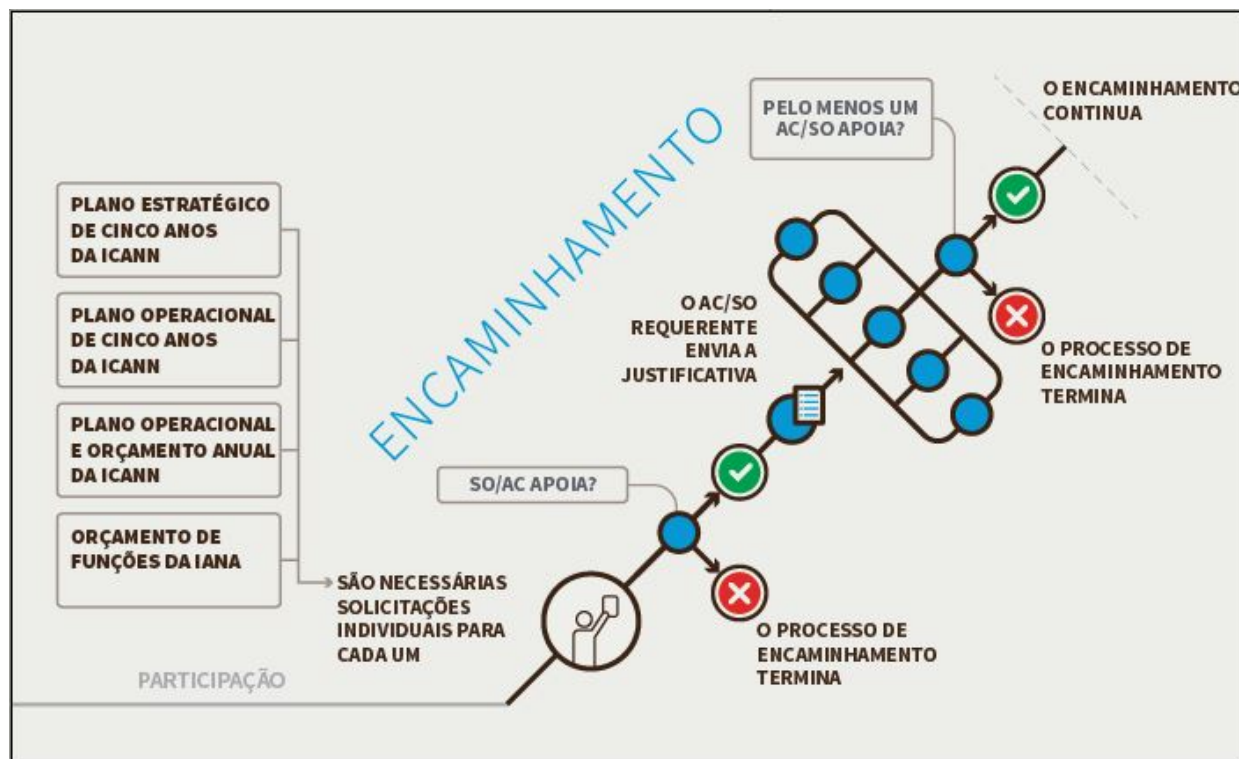 PLANO ESTRATÉGICO
DE CINCO ANOS
DA ICANN
PLANO OPERACIONAL
DE CINCO ANOS
DA ICANN
PLANO OPERACIONAL
E ORÇAMENTO ANUAL
DA ICANN
ORÇAMENTO DE
FUNÇÕES DA IANA
SÃO NECESSÁRIAS
SOLICITAÇÕES
INDIVIDUAIS PARA
CADA UM
PARTICIPAÇÃO
ENCAMINHAMENTO
SO/AC APOIA?
O PROCESSO DE
ENCAMINHAMENTO
TERMINA
O AC/SO
REQUERENTE
ENVIA A
JUSTIFICATIVA
PELO MENOS UM
AC/SO APOIA?
O PROCESSO DE
ENCAMINHAMENTO
TERMINA
O ENCAMINHAMENTO
CONTINUA